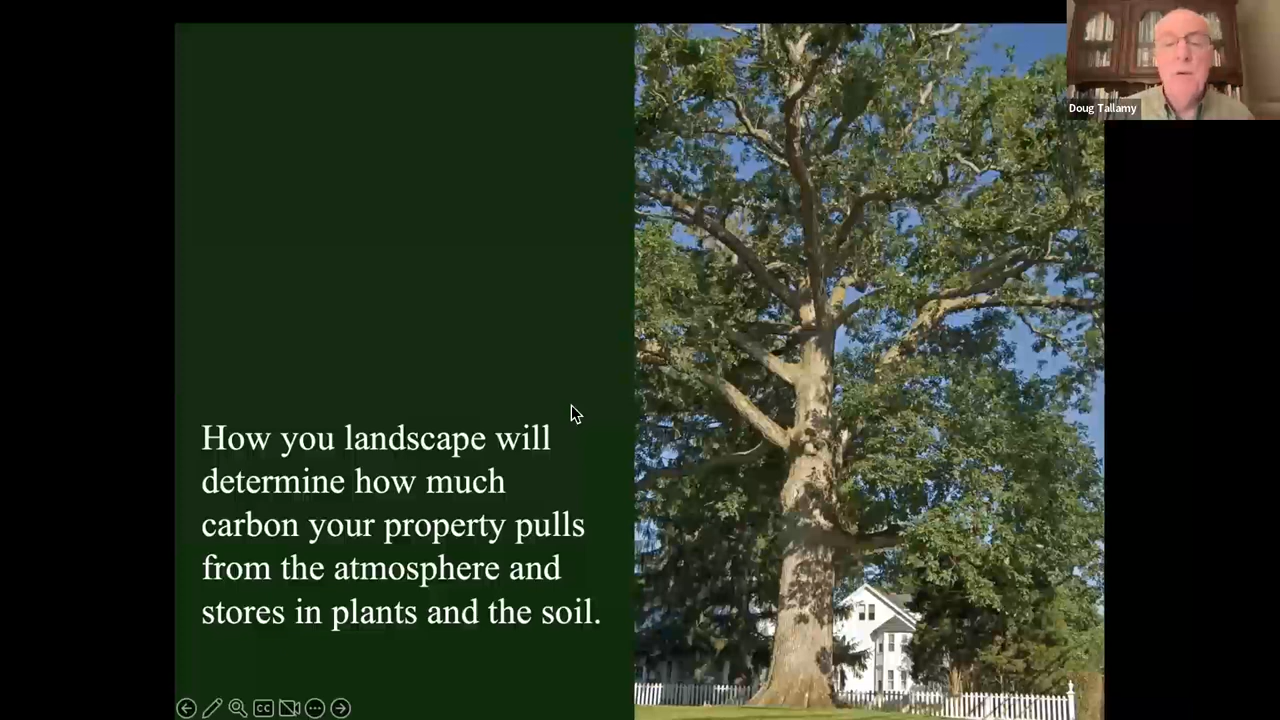 Doug Tallamy
How you landscape will
determine how much
carbon your property pulls
from the atmosphere and
stores in plants and the soil.
CC